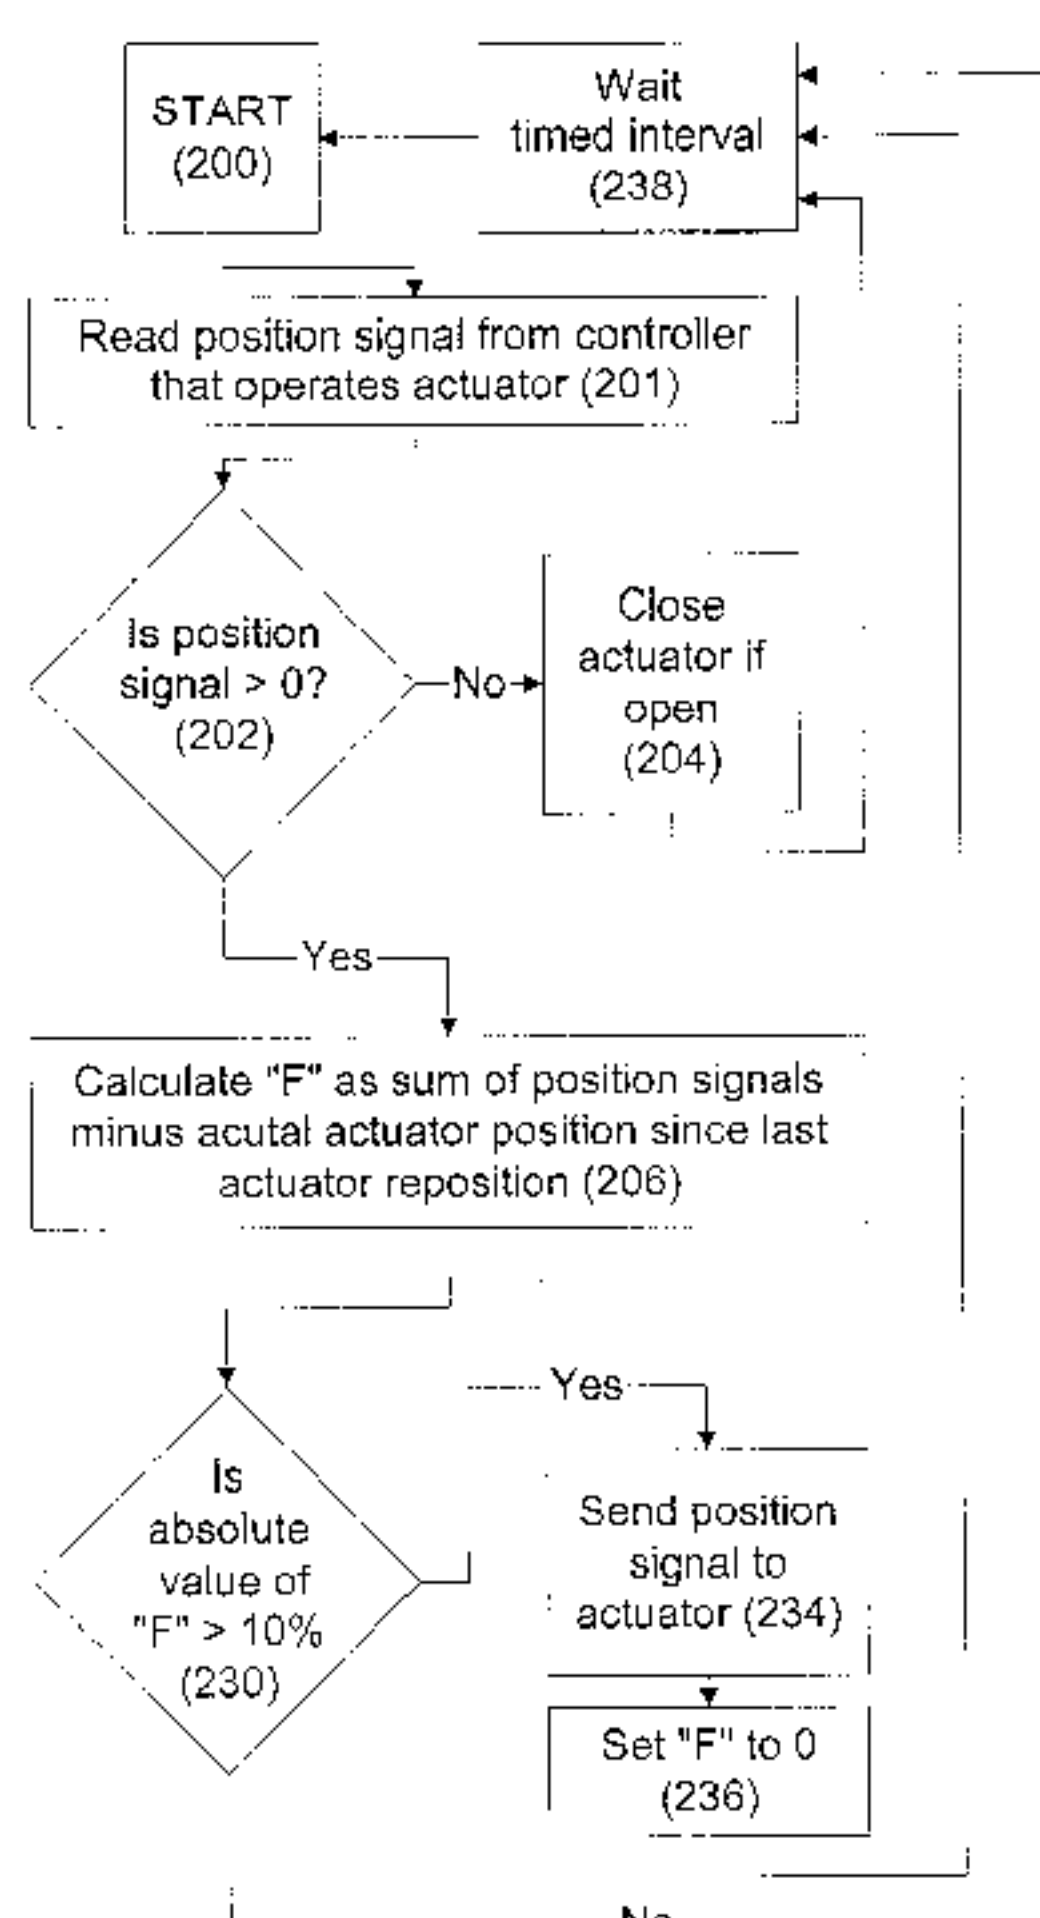 START
(200)
Wait
timed interval
(238)
Read position signal from controller
that operates actuator (201)
Is position
signal > 0?
(202)
No
Close
actuator if
open
(204)
Yes
Calculate "F" as sum of position signals
minus acutal actuator position since last
actuator reposition (206)
Yes
Is
absolute
value of
"F" > 10%
(230)
Send position
signal to
actuator (234)
Set "F" to 0
(236)
No